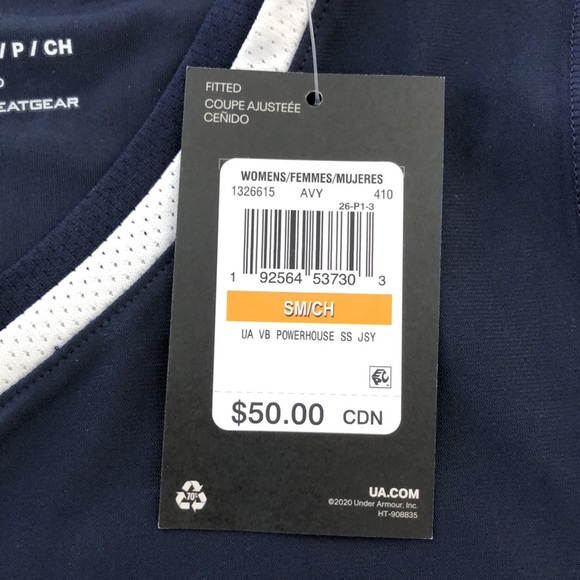 / P / CH
EATGEAR
FITTED
COUPE AJUSTEÉE
CEÑIDO
WOMENS/FEMMES/MUJERES
1326615 AVY 410
26-P1-3
1 92564 53730 3
SM/CH
UA VB POWERHOUSE SS JSY
$50.00 CDN
70%
UA.COM
©2020 Under Armour, Inc.
HT-908835